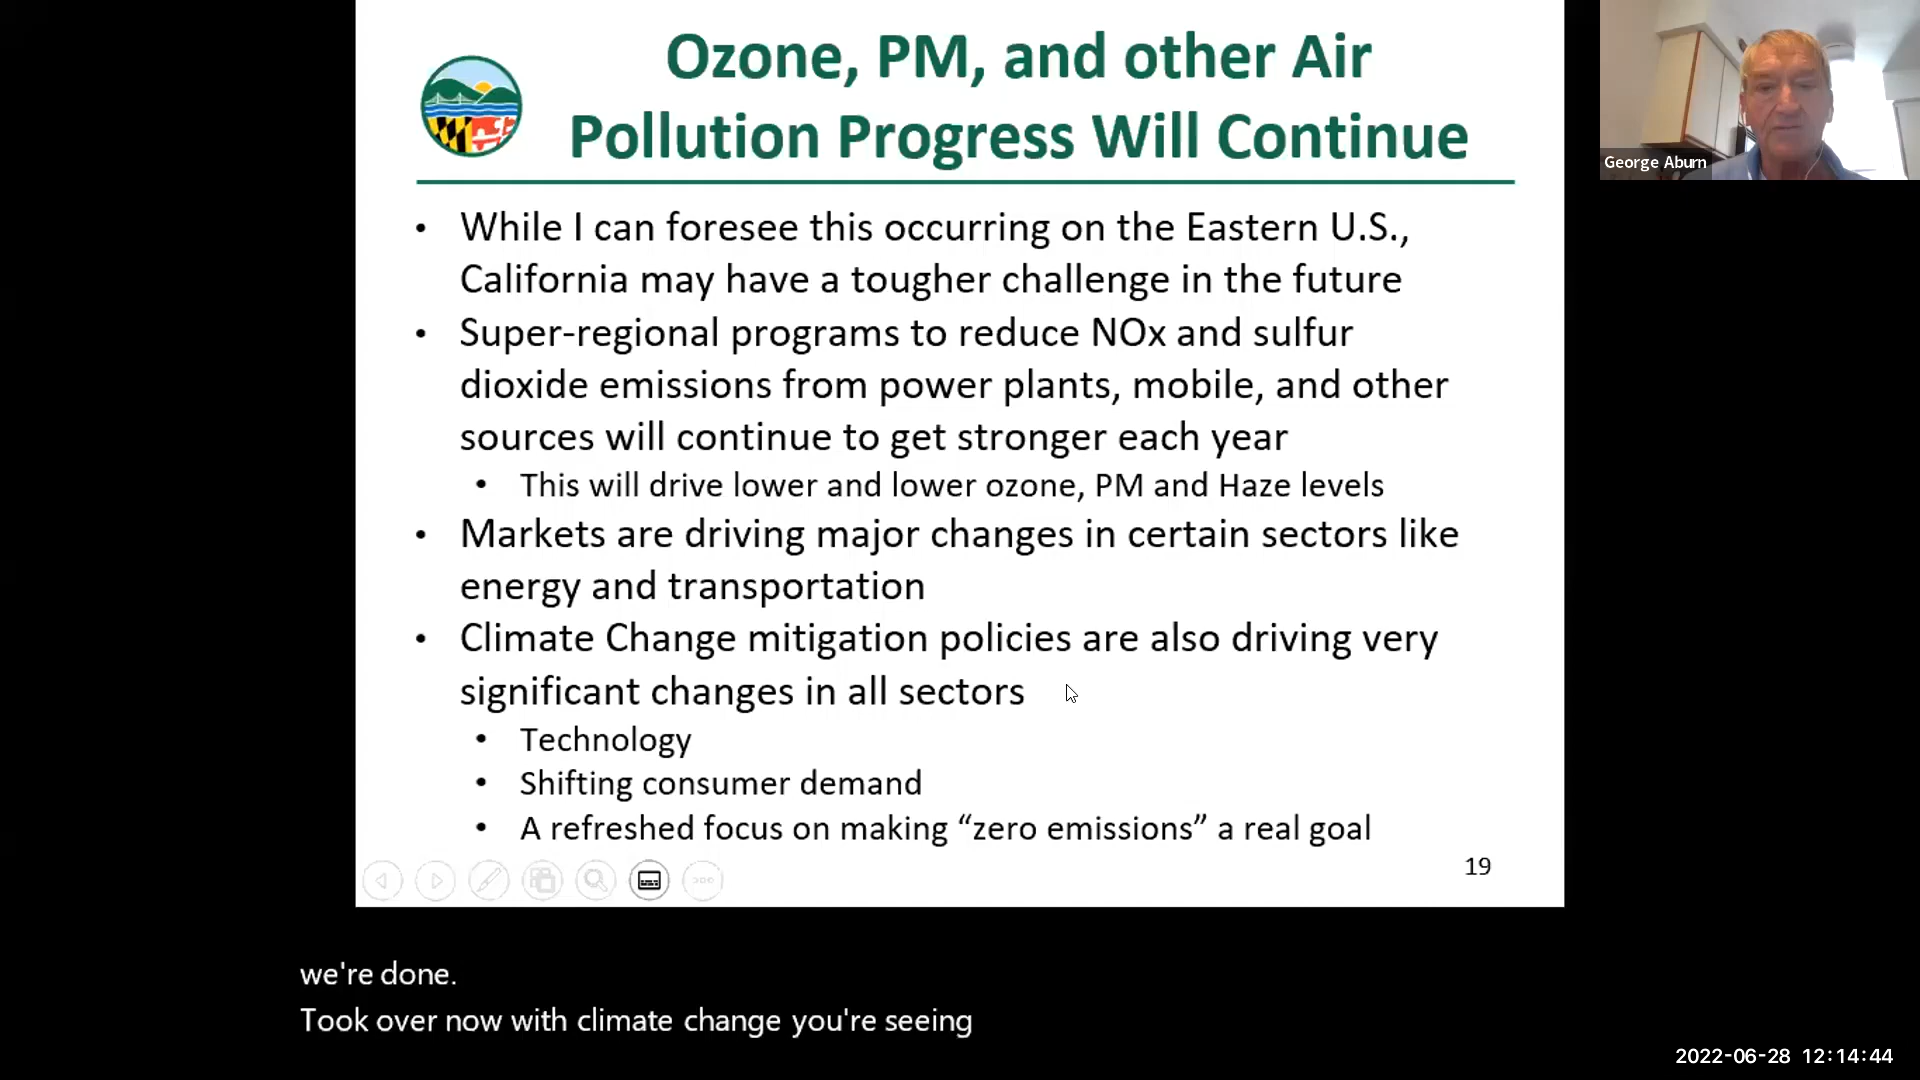 Ozone, PM, and other Air
Pollution Progress Will Continue
• While I can foresee this occurring on the Eastern U.S.,
California may have a tougher challenge in the future
• Super-regional programs to reduce NOx and sulfur
dioxide emissions from power plants, mobile, and other
sources will continue to get stronger each year
• This will drive lower and lower ozone, PM and Haze levels
• Markets are driving major changes in certain sectors like
energy and transportation
• Climate Change mitigation policies are also driving very
significant changes in all sectors
• Technology
• Shifting consumer demand
• A refreshed focus on making “zero emissions” a real goal
19
George Aburn
we're done.
Took over now with climate change you're seeing
2022-06-28 12:14:44